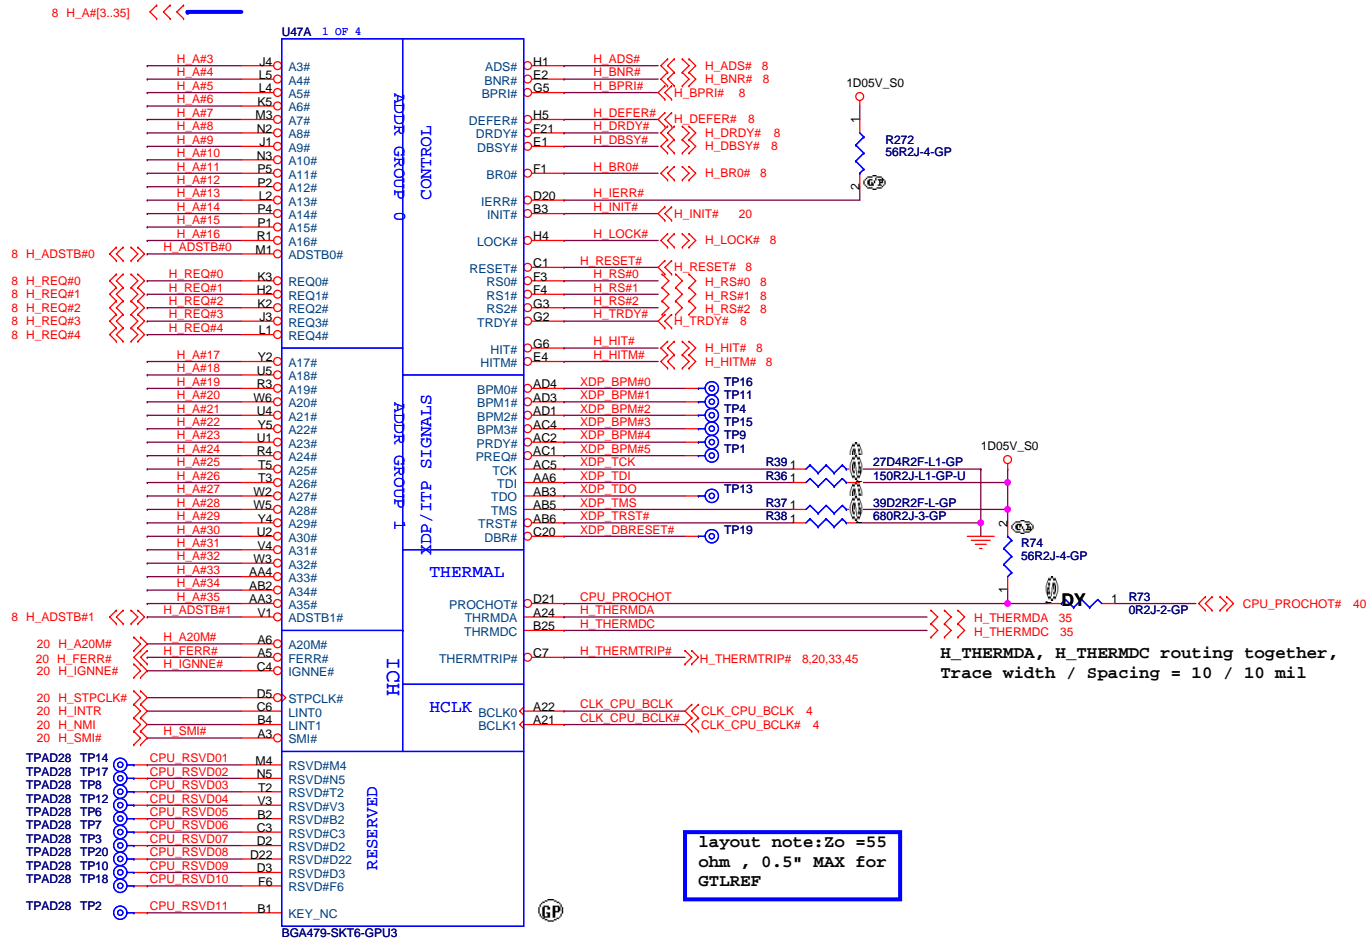 8 H_A#[3..35]
U47A 1 OF 4
H_A#3 J4 A3#
H_A#4 L5 A4#
H_A#5 L4 A5#
H_A#6 K5 A6#
H_A#7 M3 A7#
H_A#8 N2 A8#
H_A#9 J1 A9#
H_A#10 N3 A10#
H_A#11 P5 A11#
H_A#12 P2 A12#
H_A#13 L2 A13#
H_A#14 P4 A14#
H_A#15 P1 A15#
H_A#16 R1 A16#
8 H_ADSTB#0 H_ADSTB#0 M1 ADSTB0#
8 H_REQ#0 H_REQ#0 K3 REQ0#
8 H_REQ#1 H_REQ#1 H2 REQ1#
8 H_REQ#2 H_REQ#2 K2 REQ2#
8 H_REQ#3 H_REQ#3 J3 REQ3#
8 H_REQ#4 H_REQ#4 L1 REQ4#
ADDR GROUP 0
H_A#17 Y2 A17#
H_A#18 U5 A18#
H_A#19 R3 A19#
H_A#20 W6 A20#
H_A#21 U4 A21#
H_A#22 Y5 A22#
H_A#23 U1 A23#
H_A#24 R4 A24#
H_A#25 T5 A25#
H_A#26 T3 A26#
H_A#27 W2 A27#
H_A#28 W5 A28#
H_A#29 Y4 A29#
H_A#30 U2 A30#
H_A#31 V4 A31#
H_A#32 W3 A32#
H_A#33 AA4 A33#
H_A#34 AB2 A34#
H_A#35 AA3 A35#
8 H_ADSTB#1 H_ADSTB#1 V1 ADSTB1#
ADDR GROUP 1
20 H_A20M# H_A20M# A6 A20M#
20 H_FERR# H_FERR# A5 FERR#
20 H_IGNNE# H_IGNNE# C4 IGNNE#
20 H_STPCLK# D5 STPCLK#
20 H_INTR C6 LINT0
20 H_NMI B4 LINT1
20 H_SMI# H_SMI# A3 SMI#
ICH
TPAD28 TP14 CPU_RSVD01 M4 RSVD#M4
TPAD28 TP17 CPU_RSVD02 N5 RSVD#N5
TPAD28 TP8 CPU_RSVD03 T2 RSVD#T2
TPAD28 TP12 CPU_RSVD04 V3 RSVD#V3
TPAD28 TP6 CPU_RSVD05 B2 RSVD#B2
TPAD28 TP7 CPU_RSVD06 C3 RSVD#C3
TPAD28 TP3 CPU_RSVD07 D2 RSVD#D2
TPAD28 TP20 CPU_RSVD08 D22 RSVD#D22
TPAD28 TP10 CPU_RSVD09 D3 RSVD#D3
TPAD28 TP18 CPU_RSVD10 F6 RSVD#F6
TPAD28 TP2 CPU_RSVD11 B1 KEY_NC
RESERVED
BGA479-SKT6-GPU3
CONTROL
ADS# H1 H_ADS# H_ADS# 8
BNR# E2 H_BNR# H_BNR# 8
BPRI# G5 H_BPRI# H_BPRI# 8
DEFER# H5 H_DEFER# H_DEFER# 8
DRDY# F21 H_DRDY# H_DRDY# 8
DBSY# E1 H_DBSY# H_DBSY# 8
BR0# F1 H_BR0# H_BR0# 8
IERR# D20 H_IERR#
INIT# B3 H_INIT# H_INIT# 20
LOCK# H4 H_LOCK# H_LOCK# 8
RESET# C1 H_RESET# H_RESET# 8
RS0# F3 H_RS#0 H_RS#0 8
RS1# F4 H_RS#1 H_RS#1 8
RS2# G3 H_RS#2 H_RS#2 8
TRDY# G2 H_TRDY# H_TRDY# 8
HIT# G6 H_HIT# H_HIT# 8
HITM# E4 H_HITM# H_HITM# 8
1D05V_S0
1
R272
56R2J-4-GP
2
XDP/ITP SIGNALS
BPM0# AD4 XDP_BPM#0 TP16
BPM1# AD3 XDP_BPM#1 TP11
BPM2# AD1 XDP_BPM#2 TP4
BPM3# AC4 XDP_BPM#3 TP15
PRDY# AC2 XDP_BPM#4 TP9
PREQ# AC1 XDP_BPM#5 TP1
TCK AC5 XDP_TCK R39 1 27D4R2F-L1-GP
TDI AA6 XDP_TDI R36 1 150R2J-L1-GP-U
TDO AB3 XDP_TDO TP13
TMS AB5 XDP_TMS R37 1 39D2R2F-L-GP
TRST# AB6 XDP_TRST# R38 1 680R2J-3-GP
DBR# C20 XDP_DBRESET# TP19
1D05V_S0
2
R74
56R2J-4-GP
1
THERMAL
PROCHOT# D21 CPU_PROCHOT DY 1 R73 0R2J-2-GP CPU_PROCHOT# 40
THRMDA A24 H_THERMDA H_THERMDA 35
THRMDC B25 H_THERMDC H_THERMDC 35
THERMTRIP# C7 H_THERMTRIP# H_THERMTRIP# 8,20,33,45
H_THERMDA, H_THERMDC routing together,
Trace width / Spacing = 10 / 10 mil
HCLK
BCLK0 A22 CLK_CPU_BCLK CLK_CPU_BCLK 4
BCLK1 A21 CLK_CPU_BCLK# CLK_CPU_BCLK# 4
layout note:Zo =55
ohm , 0.5" MAX for
GTLREF
GP